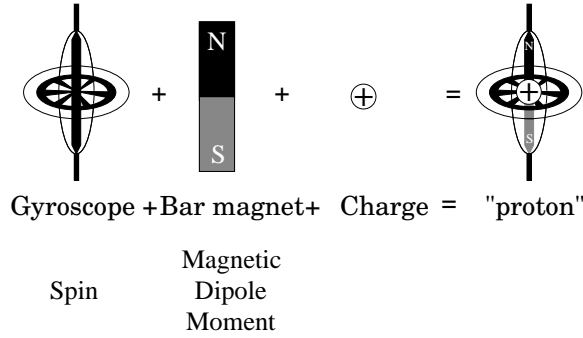 N
S
+ + + =
N
+
S
Gyroscope + Bar magnet + Charge = "proton"
Spin
Magnetic
Dipole
Moment